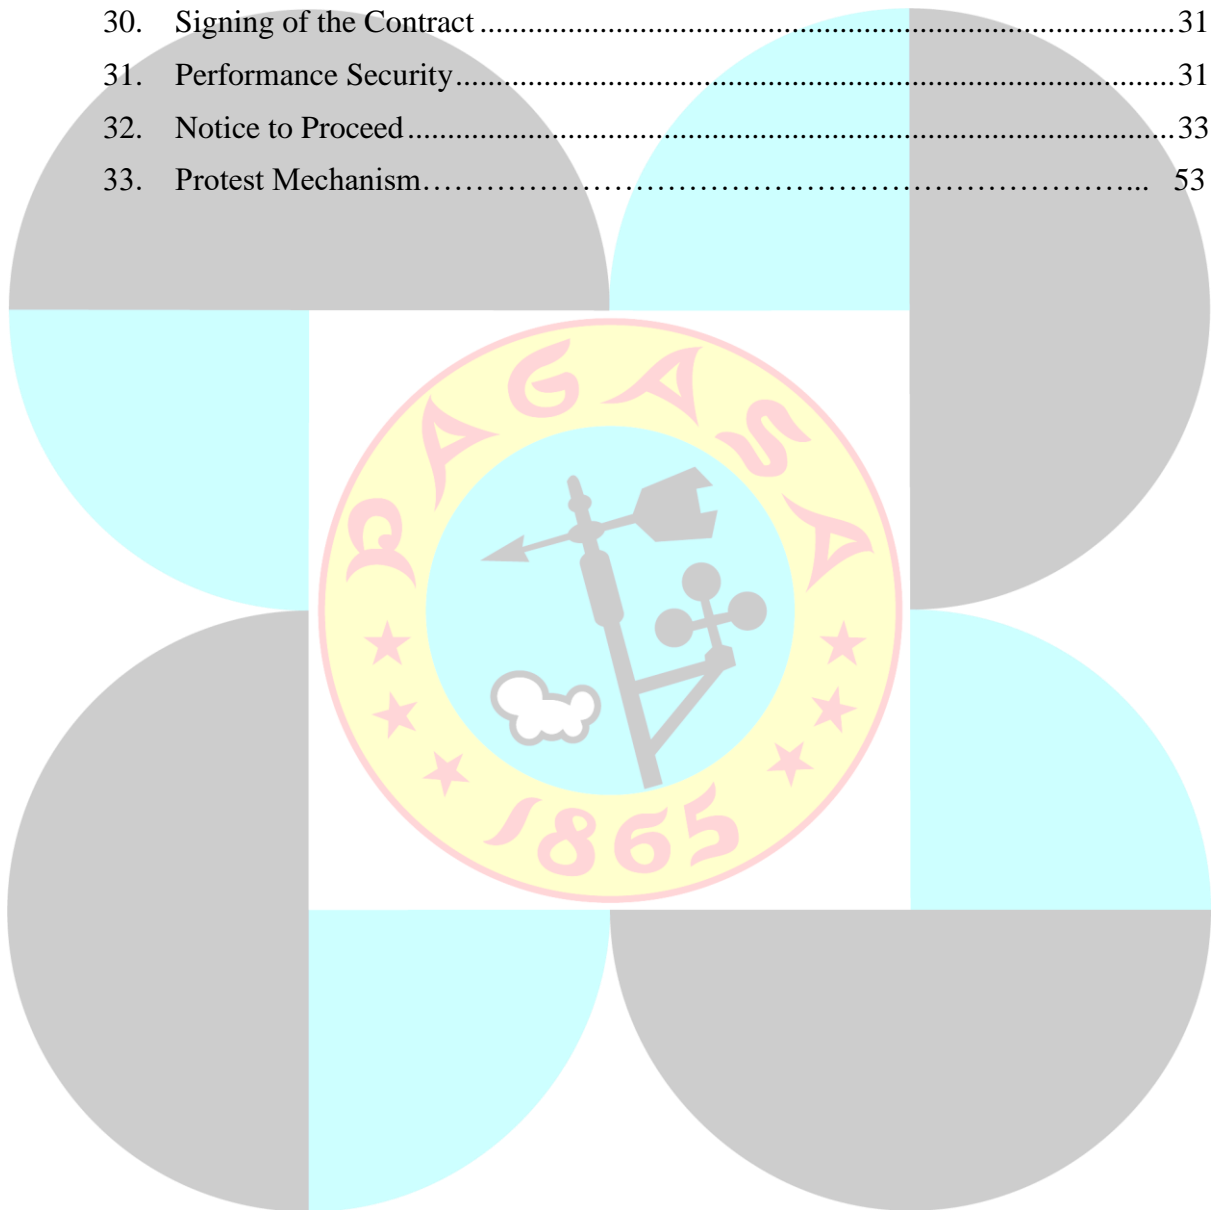 30. Signing of the Contract ........................................................................................ 31
31. Performance Security ........................................................................................... 31
32. Notice to Proceed ................................................................................................. 33
33. Protest Mechanism……………………………………………………………... 53
PAGASA
1865